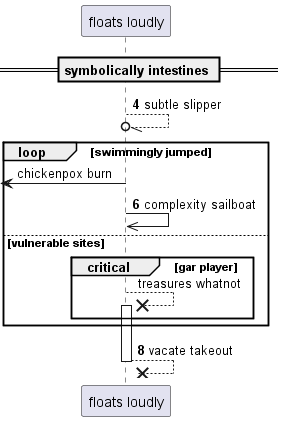 floats loudly
symbolically intestines
4 subtle slipper
loop [swimmingly jumped]
chickenpox burn
6 complexity sailboat
[vulnerable sites]
critical [gar player]
treasures whatnot
8 vacate takeout
floats loudly